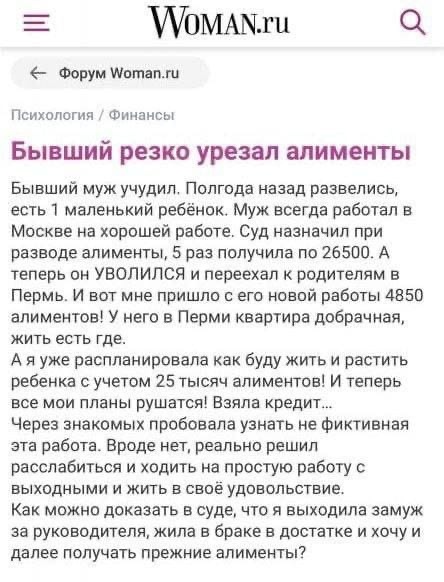 WOMAN.ru
← Форум Woman.ru
Психология / Финансы
Бывший резко урезал алименты
Бывший муж учудил. Полгода назад развелись,
есть 1 маленький ребёнок. Муж всегда работал в
Москве на хорошей работе. Суд назначил при
разводе алименты, 5 раз получила по 26500. А
теперь он УВОЛИЛСЯ и переехал к родителям в
Пермь. И вот мне пришло с его новой работы 4850
алиментов! У него в Перми квартира добрачная,
жить есть где.
А я уже распланировала как буду жить и растить
ребенка с учетом 25 тысяч алиментов! И теперь
все мои планы рушатся! Взяла кредит...
Через знакомых пробовала узнать не фиктивная
эта работа. Вроде нет, реально решил
расслабиться и ходить на простую работу с
выходными и жить в своё удовольствие.
Как можно доказать в суде, что я выходила замуж
за руководителя, жила в браке в достатке и хочу и
далее получать прежние алименты?